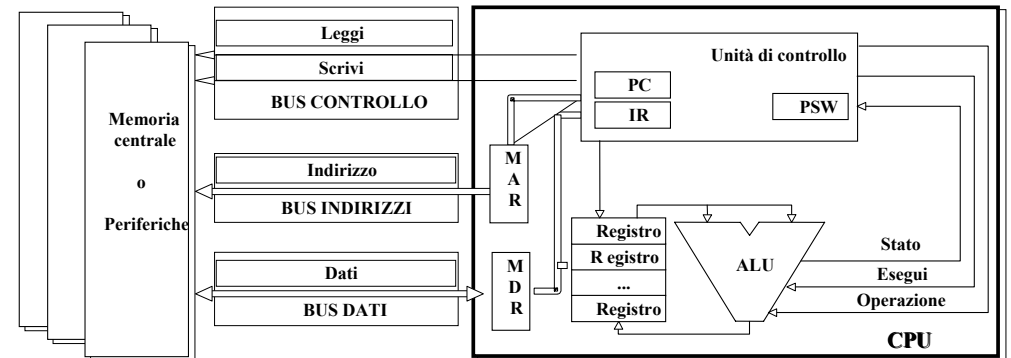 Leggi
Scrivi
BUS CONTROLLO
Memoria
centrale
o
Periferiche
Indirizzo
BUS INDIRIZZI
Dati
BUS DATI
Unità di controllo
PC
IR
PSW
M
A
R
M
D
R
Registro
R egistro
...
Registro
ALU
Stato
Esegui
Operazione
CPU